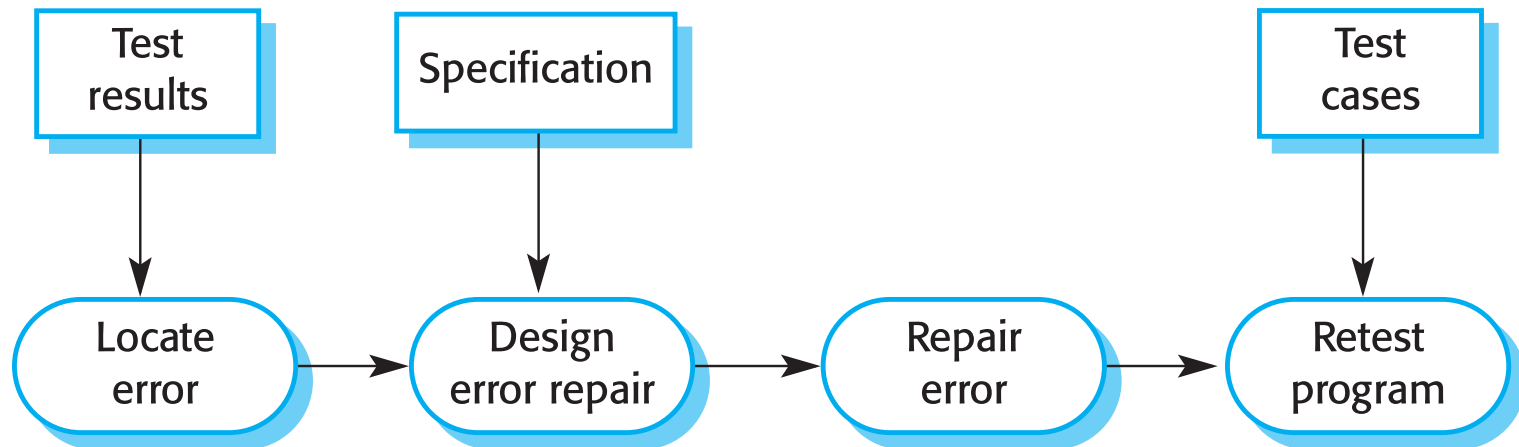 Test
results
Specification
Test
cases
Locate
error
Design
error repair
Repair
error
Retest
program